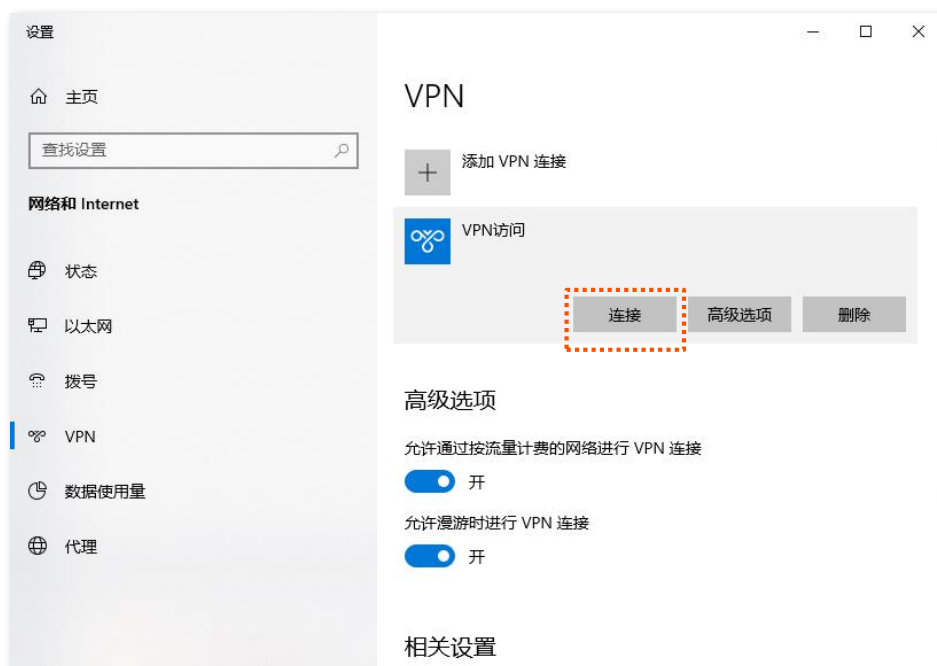 设置
主页
查找设置
网络和 Internet
状态
以太网
拨号
VPN
数据使用量
代理
VPN
添加 VPN 连接
VPN访问
连接
高级选项
删除
高级选项
允许通过按流量计费的网络进行 VPN 连接
开
允许漫游时进行 VPN 连接
开
相关设置